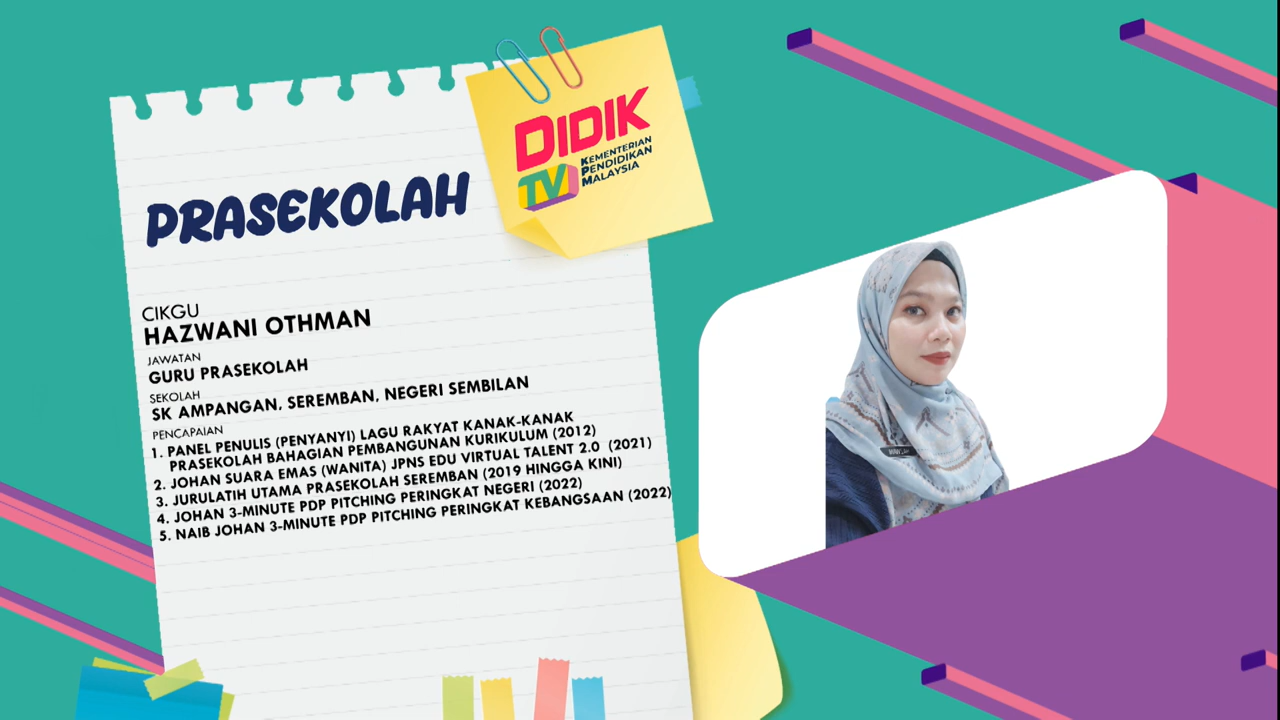 DIDIK
TV
KEMENTERIAN
PENDIDIKAN
MALAYSIA
PRASEKOLAH
CIKGU
HAZWANI OTHMAN
JAWATAN
GURU PRASEKOLAH
SEKOLAH
SK AMPANGAN, SEREMBAN, NEGERI SEMBILAN
PENCAPAIAN
1. PANEL PENULIS (PENYANYI) LAGU RAKYAT KANAK-KANAK
PRASEKOLAH BAHAGIAN PEMBANGUNAN KURIKULUM (2012)
2. JOHAN SUARA EMAS (WANITA) JPNS EDU VIRTUAL TALENT 2.0 (2021)
3. JURULATIH UTAMA PRASEKOLAH SEREMBAN (2019 HINGGA KINI)
4. JOHAN 3-MINUTE PDP PITCHING PERINGKAT NEGERI (2022)
5. NAIB JOHAN 3-MINUTE PDP PITCHING PERINGKAT KEBANGSAAN (2022)